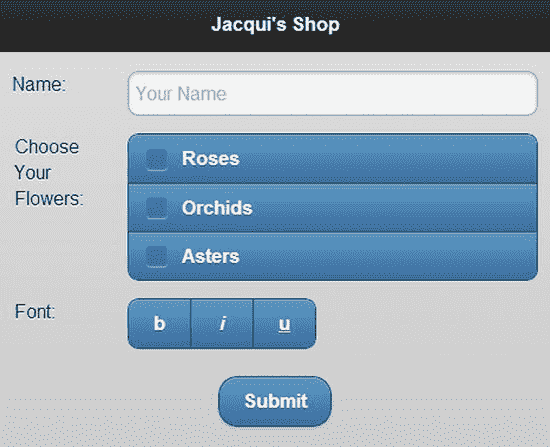 Jacqui's Shop
Name:
Your Name
Choose
Your
Flowers:
Roses
Orchids
Asters
Font:
b i u
Submit